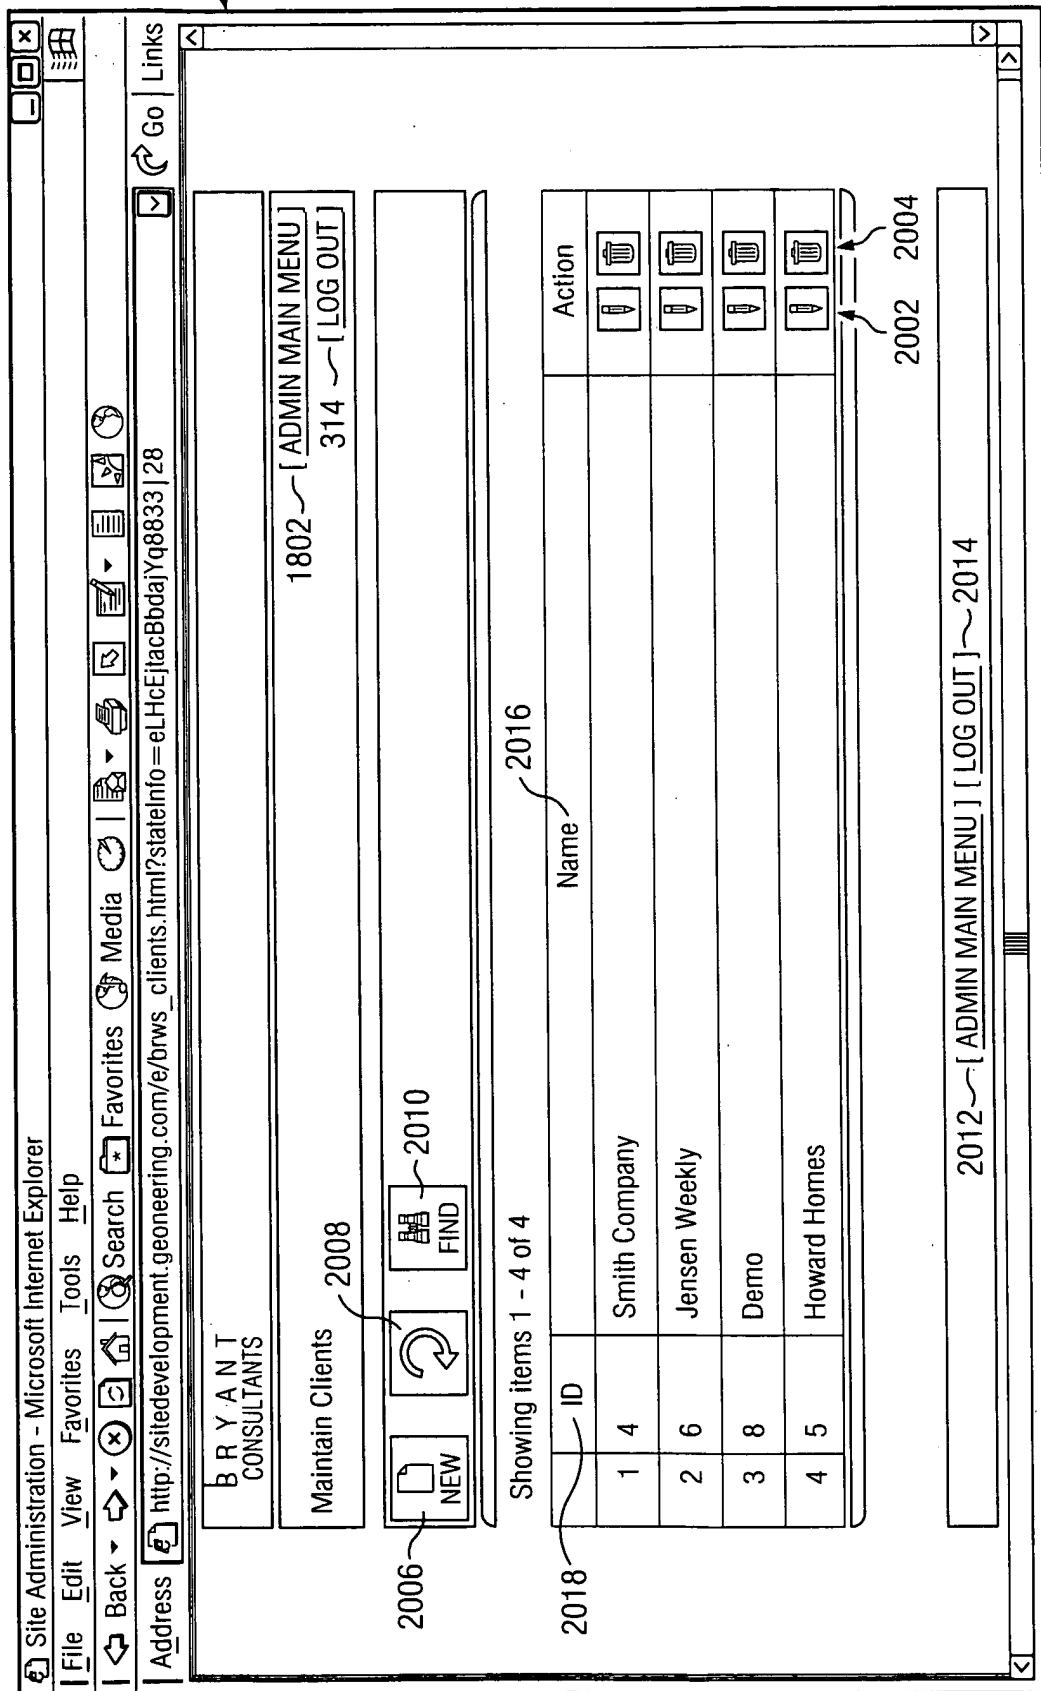 Site Administration - Microsoft Internet Explorer
File Edit View Favorites Tools Help
Back Search Favorites Media
Address http://sitedevelopment.geoneering.com/e/brws_clients.html?stateInfo=eLHcEjtacBbdajYq8833|28 Go Links
BRYANT
CONSULTANTS
Maintain Clients 1802 [ ADMIN MAIN MENU ]
314 [ LOG OUT ]
2008
2006 NEW FIND 2010
Showing items 1 - 4 of 4
2016
2018 ID Name Action
1 4 Smith Company
2 6 Jensen Weekly
3 8 Demo
4 5 Howard Homes
2002 2004
2012 [ ADMIN MAIN MENU ] [ LOG OUT ] 2014